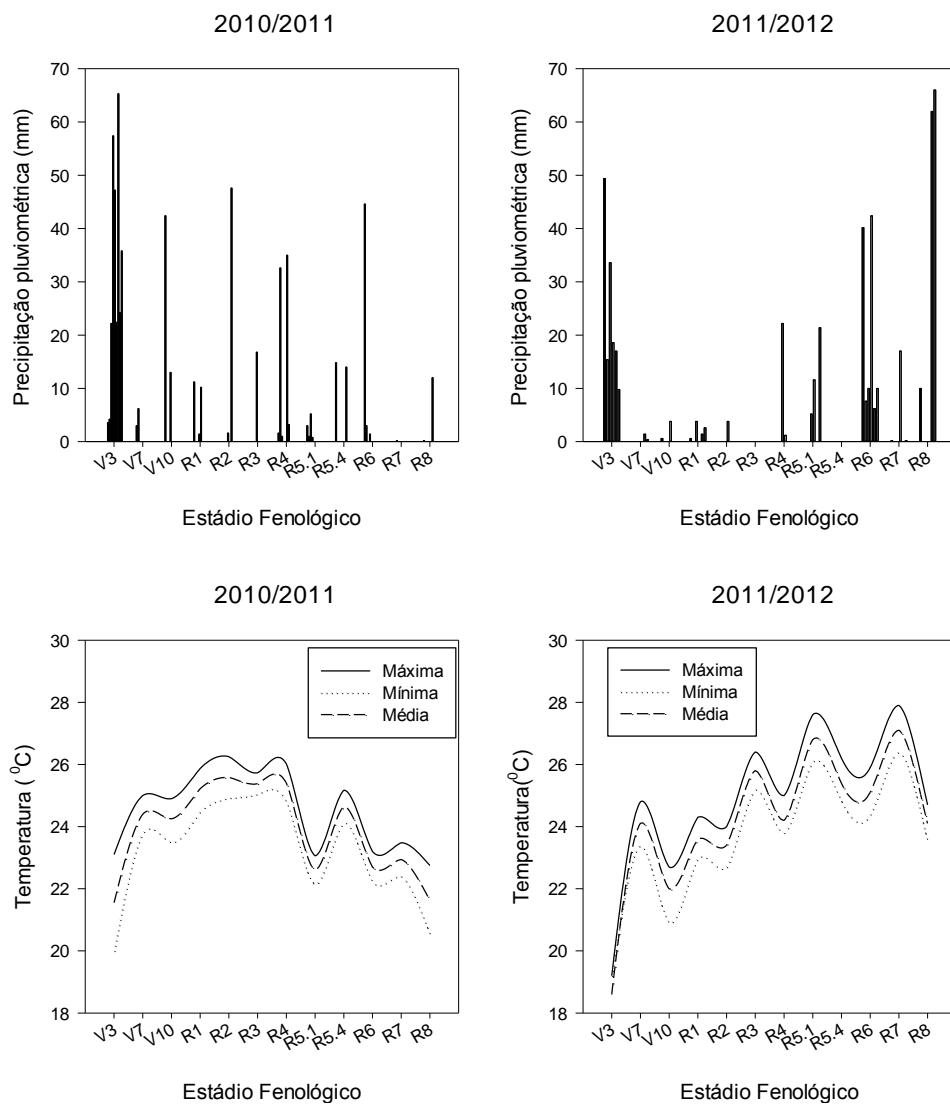 2010/2011
Precipitação pluviométrica (mm)
70
60
50
40
30
20
10
0
V3 V7 V10 R1 R2 R3 R4 R5.1 R5.4 R6 R7 R8
Estádio Fenológico
2011/2012
Precipitação pluviométrica (mm)
70
60
50
40
30
20
10
0
V3 V7 V10 R1 R2 R3 R4 R5.1 R5.4 R6 R7 R8
Estádio Fenológico
2010/2011
Temperatura ( ⁰C)
30
28
26
24
22
20
18
Máxima
Mínima
Média
V3 V7 V10 R1 R2 R3 R4 R5.1 R5.4 R6 R7 R8
Estádio Fenológico
2011/2012
Temperatura(⁰C)
30
28
26
24
22
20
18
Máxima
Mínima
Média
V3 V7 V10 R1 R2 R3 R4 R5.1 R5.4 R6 R7 R8
Estádio Fenológico